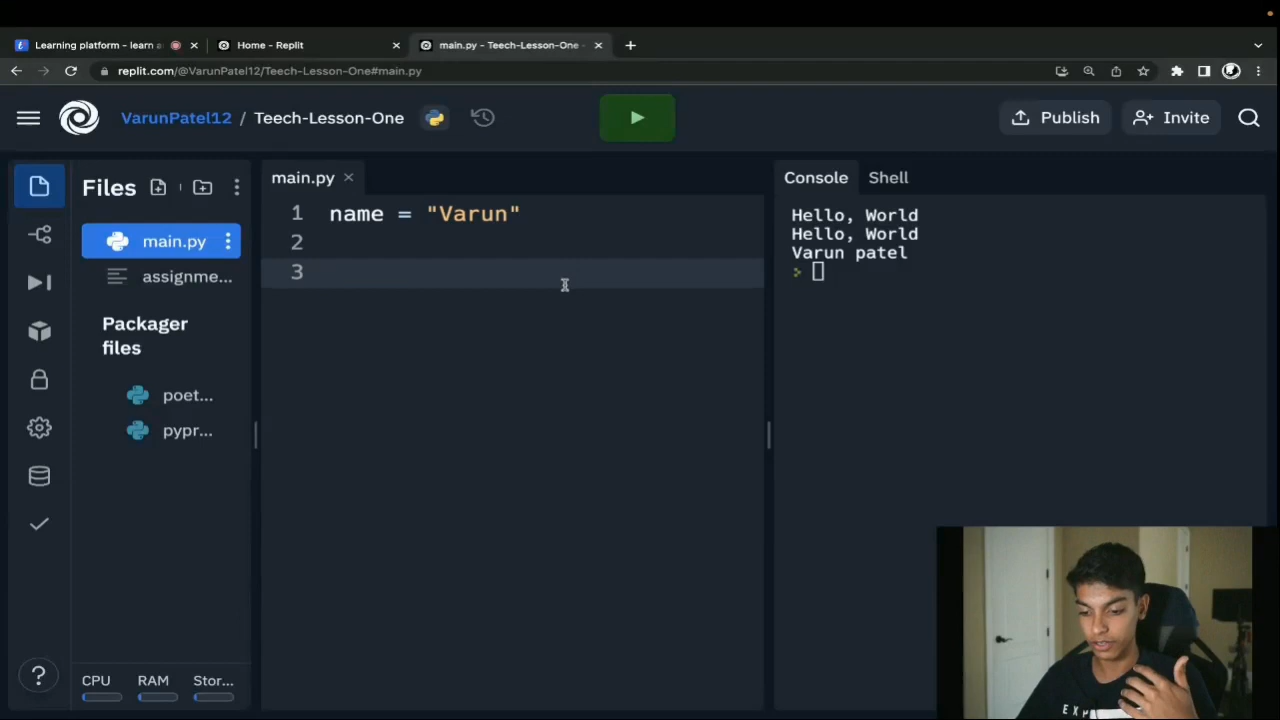 Learning platform - learn a
Home - Replit
main.py - Teech-Lesson-One -
replit.com/@VarunPatel12/Teech-Lesson-One#main.py
VarunPatel12 / Teech-Lesson-One
Publish
Invite
Files
main.py
assignme...
Packager
files
poet...
pypr...
CPU
RAM
Stor...
?
main.py
1 name = "Varun"
2
3
Console
Shell
Hello, World
Hello, World
Varun patel
>
EXP